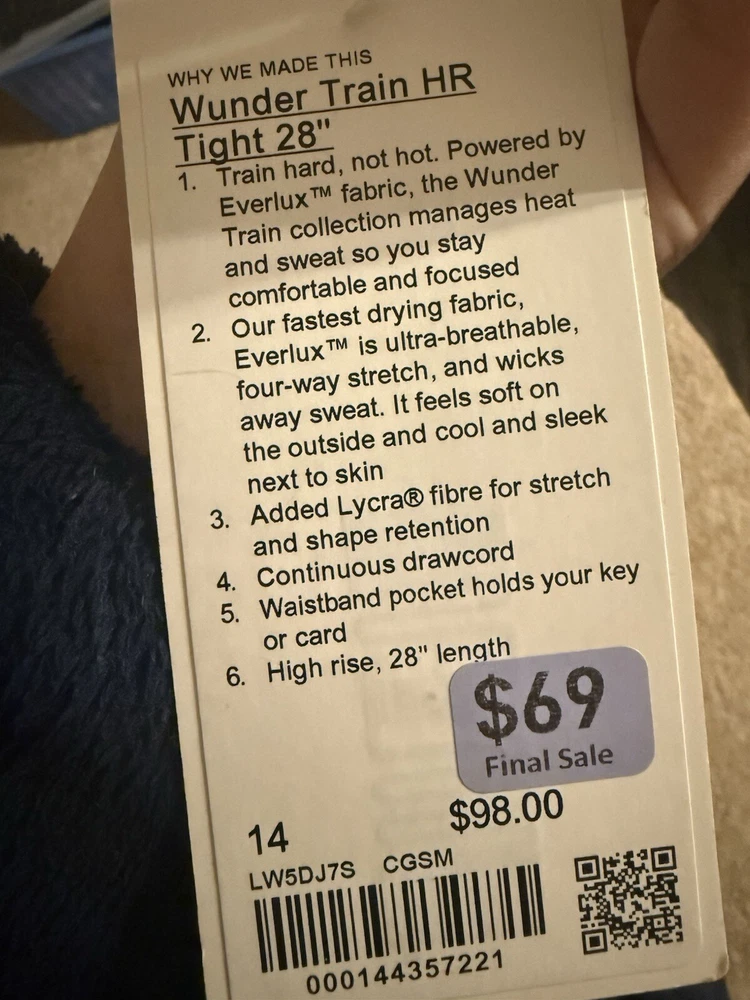 WHY WE MADE THIS
Wunder Train HR
Tight 28"
1. Train hard, not hot. Powered by
Everlux™ fabric, the Wunder
Train collection manages heat
and sweat so you stay
comfortable and focused
2. Our fastest drying fabric,
Everlux™ is ultra-breathable,
four-way stretch, and wicks
away sweat. It feels soft on
the outside and cool and sleek
next to skin
3. Added Lycra® fibre for stretch
and shape retention
4. Continuous drawcord
5. Waistband pocket holds your key
or card
6. High rise, 28" length
$69
Final Sale
$98.00
14
LW5DJ7S CGSM
000144357221